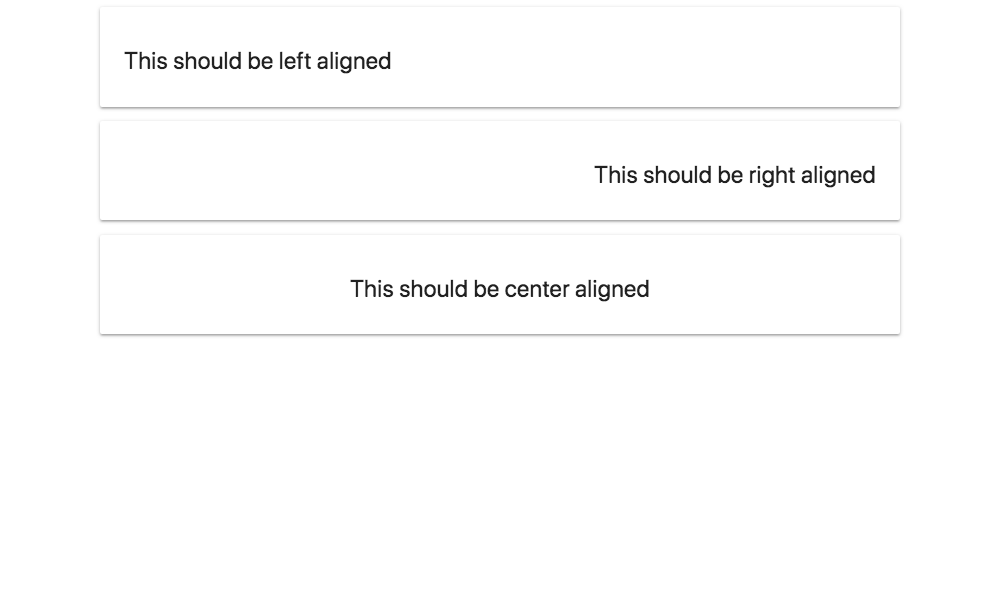 This should be left aligned
This should be right aligned
This should be center aligned